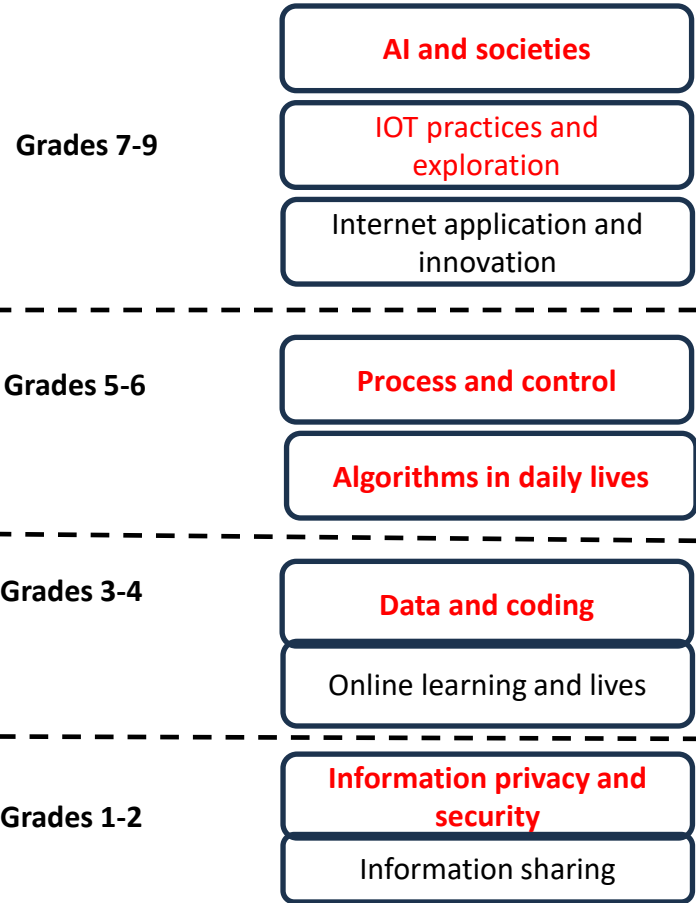 AI and societies
Grades 7-9
IOT practices and
exploration
Internet application and
innovation
Grades 5-6
Process and control
Algorithms in daily lives
Grades 3-4
Data and coding
Online learning and lives
Grades 1-2
Information privacy and
security
Information sharing